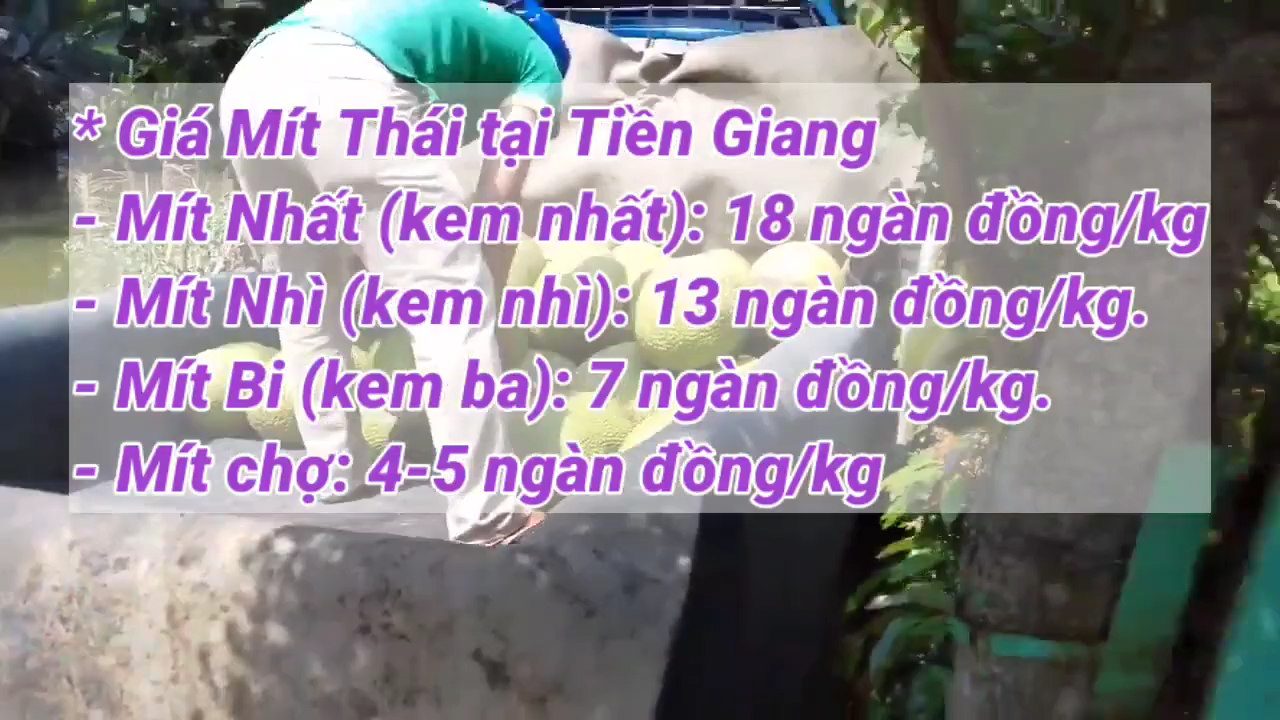 * Giá Mít Thái tại Tiền Giang
- Mít Nhất (kem nhất): 18 ngàn đồng/kg
- Mít Nhì (kem nhì): 13 ngàn đồng/kg.
- Mít Bi (kem ba): 7 ngàn đồng/kg.
- Mít chợ: 4-5 ngàn đồng/kg